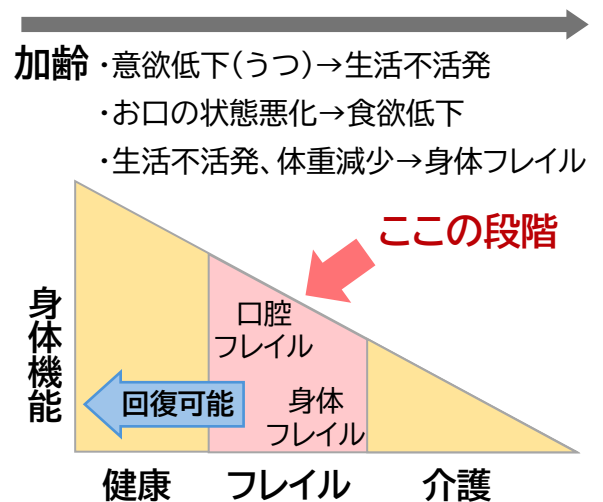 加齢
・意欲低下(うつ)→生活不活発
・お口の状態悪化→食欲低下
・生活不活発、体重減少→身体フレイル
ここの段階
身体機能
口腔
フレイル
回復可能
身体
フレイル
健康
フレイル
介護